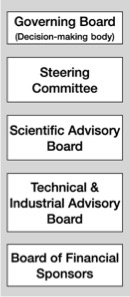 Governing Board
(Decision-making body)
Steering
Committee
Scientific Advisory
Board
Technical &
Industrial Advisory
Board
Board of Financial
Sponsors